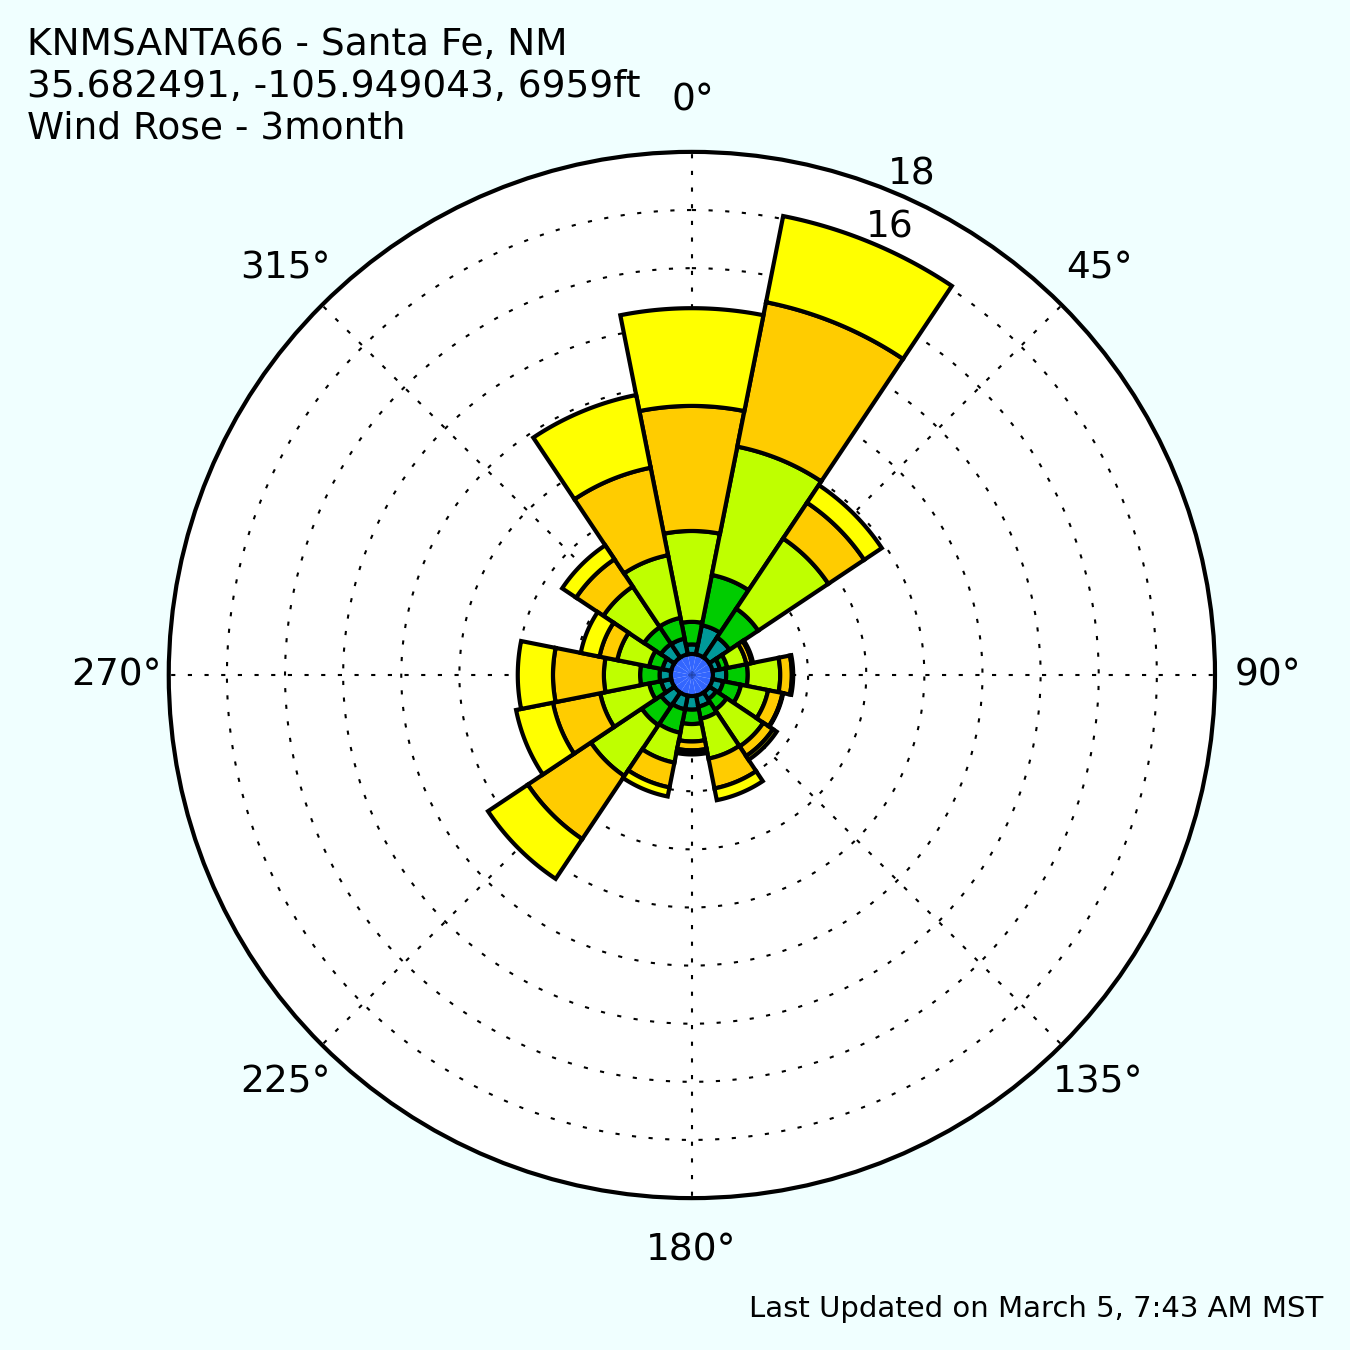 KNMSANTA66 - Santa Fe, NM
35.682491, -105.949043, 6959ft
Wind Rose - 3month
0°
18
16
315°
45°
270°
90°
225°
135°
180°
Last Updated on March 5, 7:43 AM MST